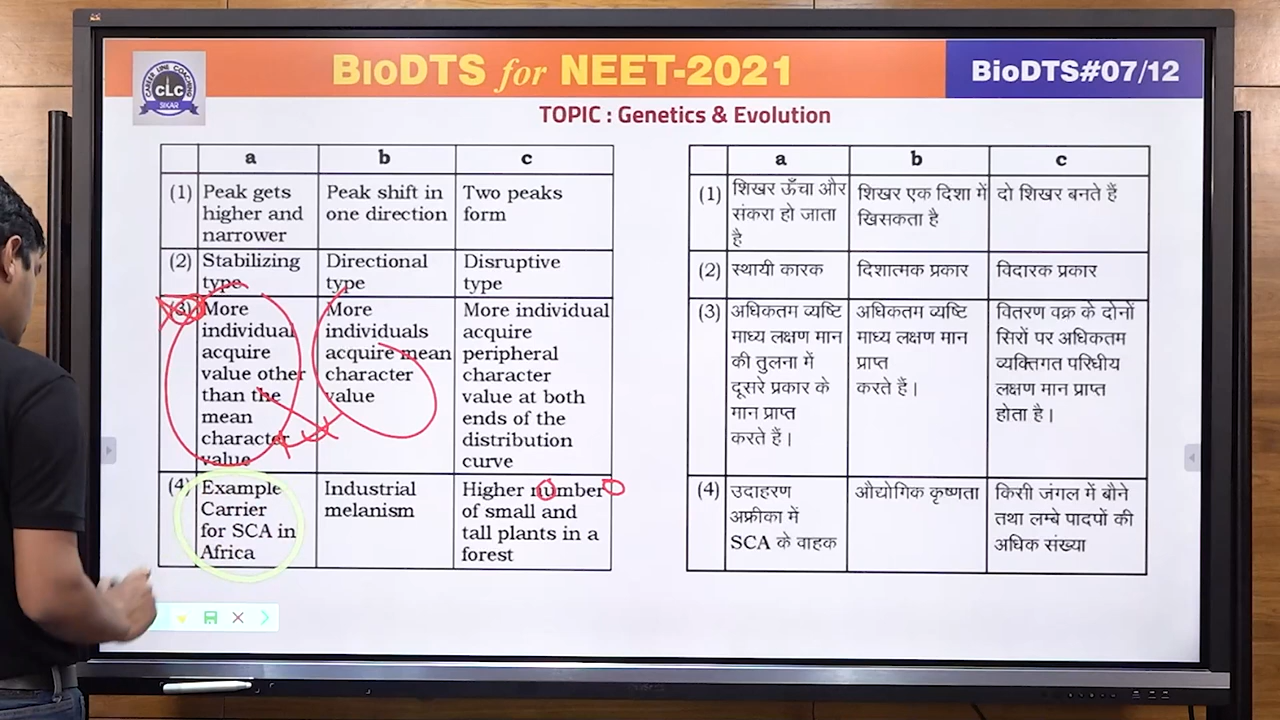 BIODTS for NEET-2021
BioDTS#07/12
CAREER LINE COACHING
CLC
SIKAR
TOPIC : Genetics & Evolution
a b c
(1) Peak gets higher and narrower
Peak shift in one direction
Two peaks form
(2) Stabilizing type
Directional type
Disruptive type
(3) More individual acquire value other than the mean character value
More individuals acquire mean character value
More individual acquire peripheral character value at both ends of the distribution curve
(4) Example Carrier for SCA in Africa
Industrial melanism
Higher number of small and tall plants in a forest
a b c
(1) शिखर ऊँचा और संकरा हो जाता है
शिखर एक दिशा में खिसकता है
दो शिखर बनते हैं
(2) स्थायी कारक
दिशात्मक प्रकार
विदारक प्रकार
(3) अधिकतम व्यष्टि माध्य लक्षण मान की तुलना में दूसरे प्रकार के मान प्राप्त करते हैं।
अधिकतम व्यष्टि माध्य लक्षण मान प्राप्त करते हैं।
वितरण वक्र के दोनों सिरों पर अधिकतम व्यक्तिगत परिधीय लक्षण मान प्राप्त होता है।
(4) उदाहरण अफ्रीका में SCA के वाहक
औद्योगिक कृष्णता
किसी जंगल में बौने तथा लम्बे पादपों की अधिक संख्या